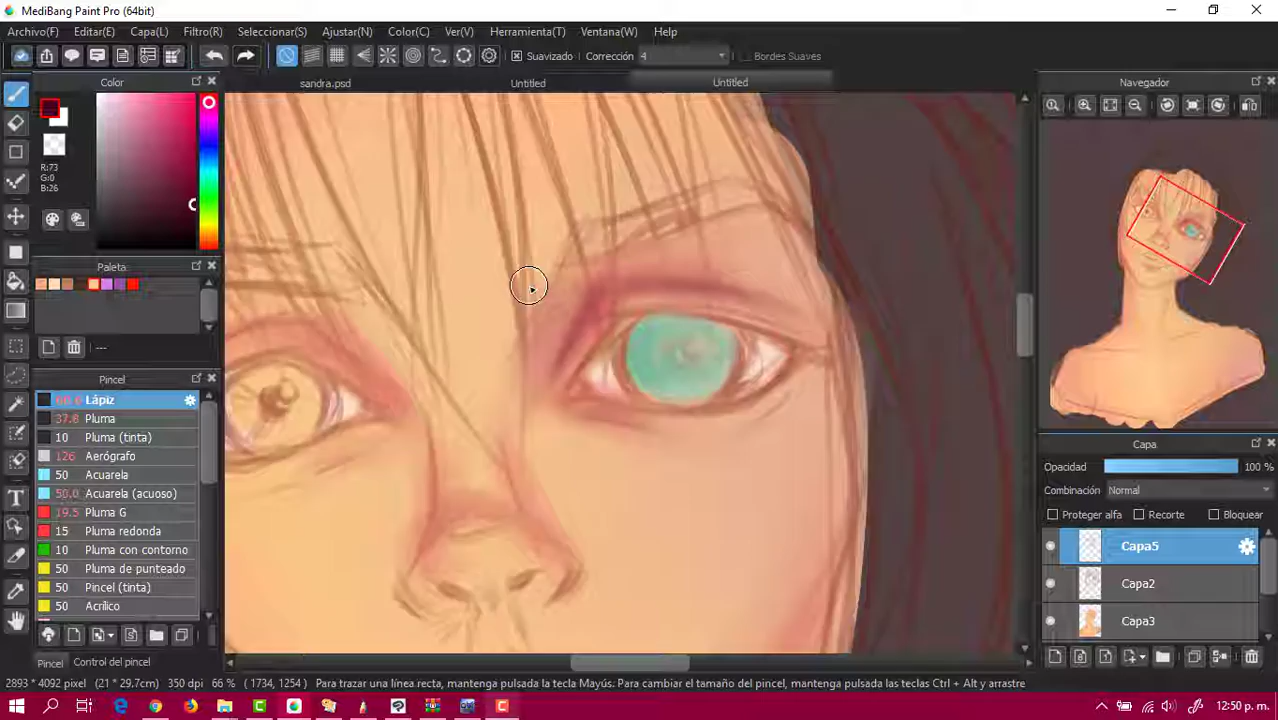 MediBang Paint Pro (64bit)
Archivo(F) Editar(E) Capa(L) Filtro(R) Seleccionar(S) Ajustar(N) Color(C) Ver(V) Herramienta(T) Ventana(W) Help
Suavizado Corrección 4 Bordes Suaves
Color sandra.psd Untitled Untitled Navegador
R:73
G:0
B:26
Paleta:
---
Pincel
60.0 Lápiz
37.8 Pluma
10 Pluma (tinta)
126 Aerógrafo
50 Acuarela
50.0 Acuarela (acuoso)
19.5 Pluma G
15 Pluma redonda
10 Pluma con contorno
50 Pluma de punteado
50 Pincel (tinta)
50 Acrílico
Pincel Control del pincel
Capa
Opacidad 100 %
Combinación Normal
Proteger alfa Recorte Bloquear
Capa5
Capa2
Capa3
2893 * 4092 pixel (21 * 29,7cm) 350 dpi 66 % ( 1734, 1254 ) Para trazar una línea recta, mantenga pulsada la tecla Mayús: Para cambiar el tamaño del pincel, mantenga pulsadas las teclas Ctrl + Alt y arrastre
12:50 p. m.